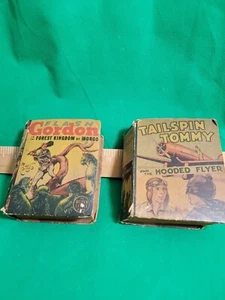 FLASH
Gordon
IN THE
FOREST KINGDOM OF MONGO
TAILSPIN
TOMMY
AND THE
HOODED FLYER